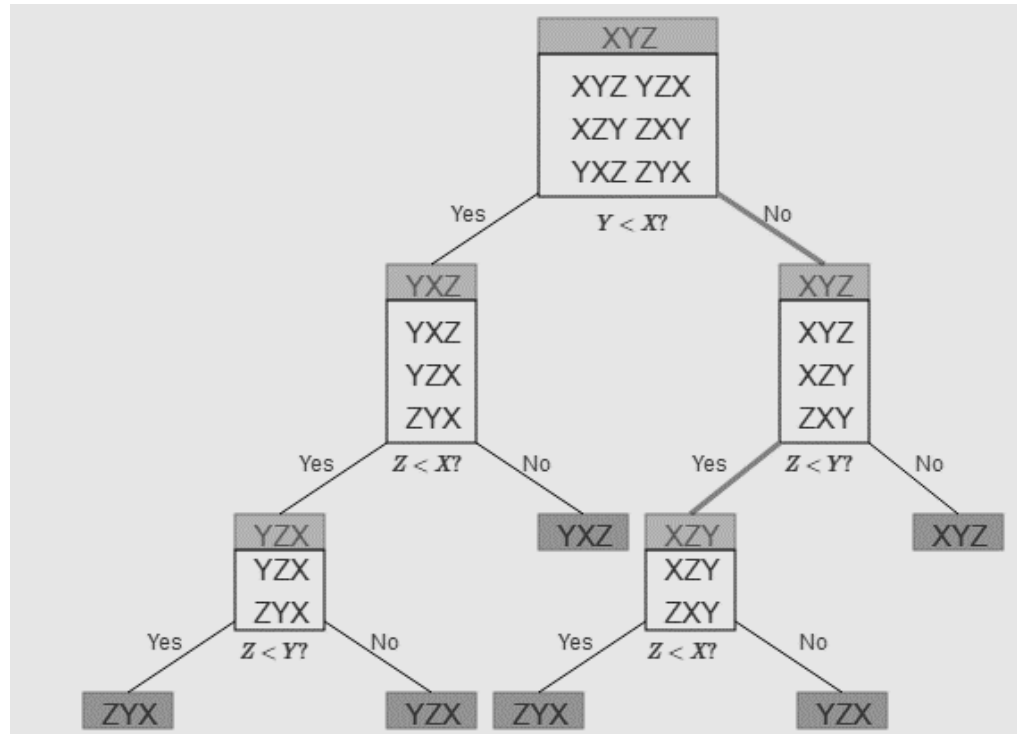 XYZ
XYZ YZX
XZY ZXY
YXZ ZYX
Yes
Y < X?
No
YXZ
YXZ
YZX
ZYX
XYZ
XYZ
XZY
ZXY
Yes
Z < X?
No
Yes
Z < Y?
No
YZX
YZX
ZYX
YXZ
XZY
XZY
ZXY
XYZ
Yes
Z < Y?
No
Yes
Z < X?
No
ZYX
YZX
ZYX
YZX